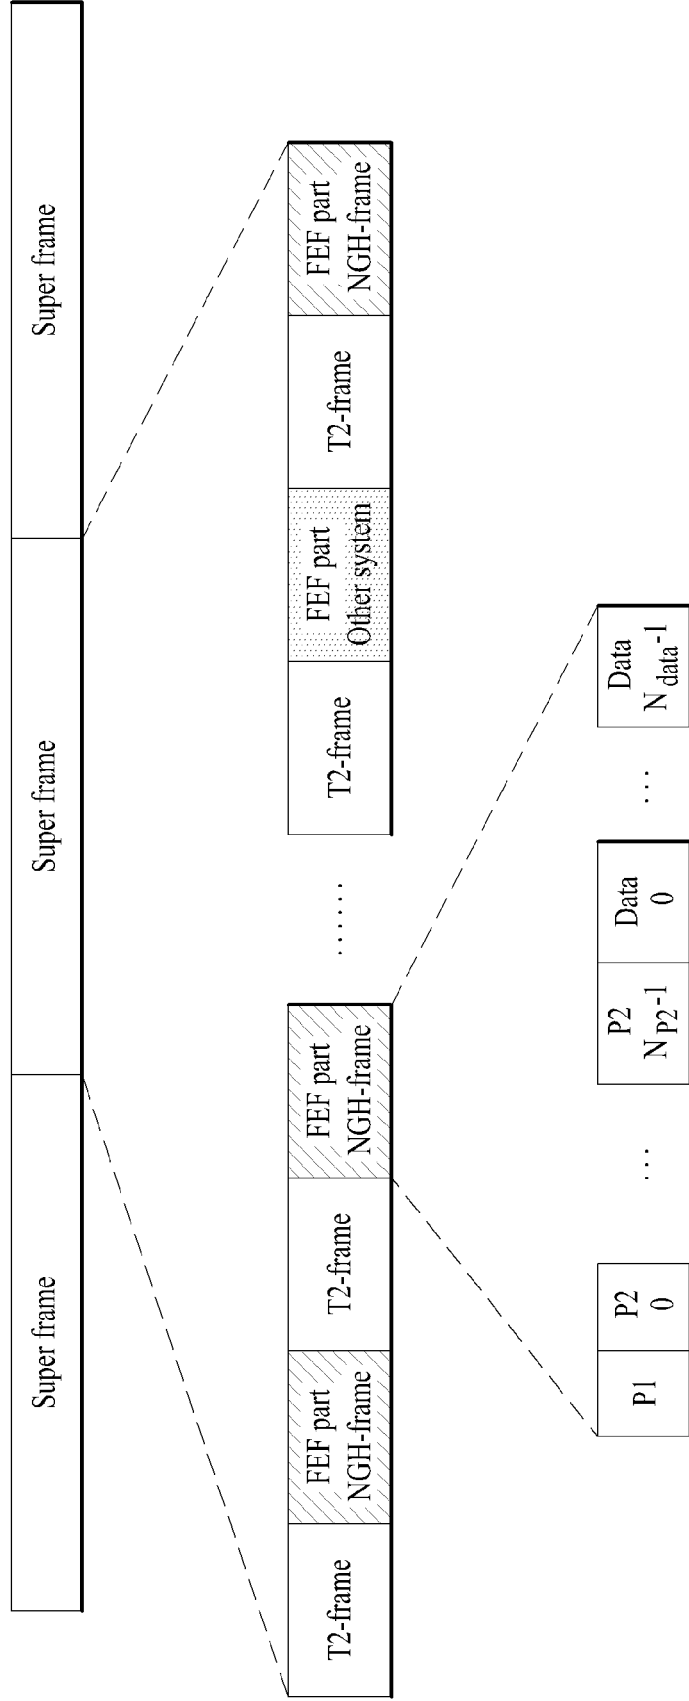 Super frame
Super frame
Super frame
T2-frame
FEF part
NGH-frame
T2-frame
FEF part
NGH-frame
.......
T2-frame
FEF part
Other system
T2-frame
FEF part
NGH-frame
P1
P2
0
...
P2
N_P2-1
Data
0
...
Data
N_data-1